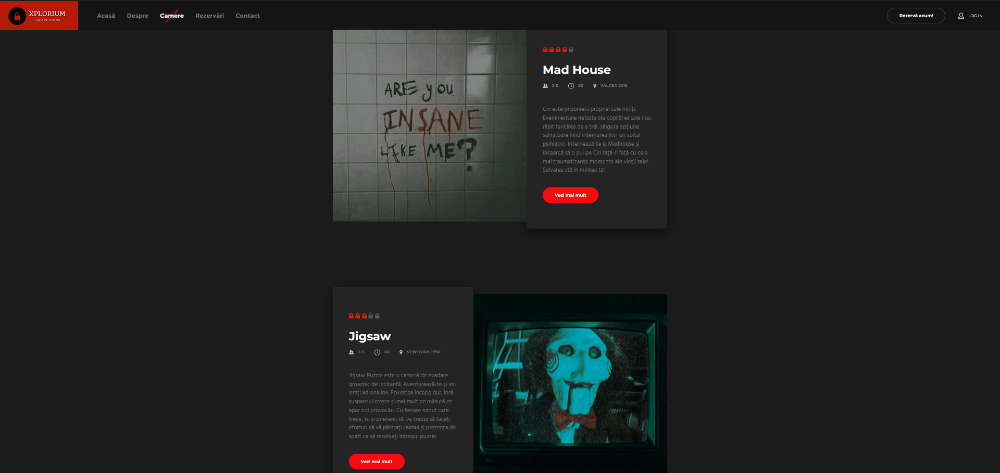 XPLORIUM
ESCAPE ROOM
Acasă
Despre
Camere
Rezervări
Contact
Rezervă acum!
LOG IN
ARE YOU
INSANE
LIKE ME?
Mad House
2-5
60
VALCEA 2015
Ciri este prizoniera propriei sale minți.
Evenimentele nefaste ale copilăriei sale i-au
răpit fericirea de a trăi, singura opțiune
salvatoare fiind internarea într-un spital
psihiatric. Internează-te la Madhouse și
incearcă să o pui pe Ciri față-n față cu cele
mai traumatizante momente ale vieții sale!
Salvarea stă în mintea ta!
Vezi mai mult
Jigsaw
2-5
60
NEW YORK 1990
Jigsaw Puzzle este o cameră de evadare
groaznic de incitantă. Aventurează-te și vei
simți adrenalina. Povestea începe dur, însă
suspansul crește și mai mult pe măsură ce
apar noi provocări. Cu fiecare minut care
trece, tu și prietenii tăi va trebui să faceți
eforturi să vă păstrați calmul și prezența de
spirit ca să rezolvați întregul puzzle.
Vezi mai mult